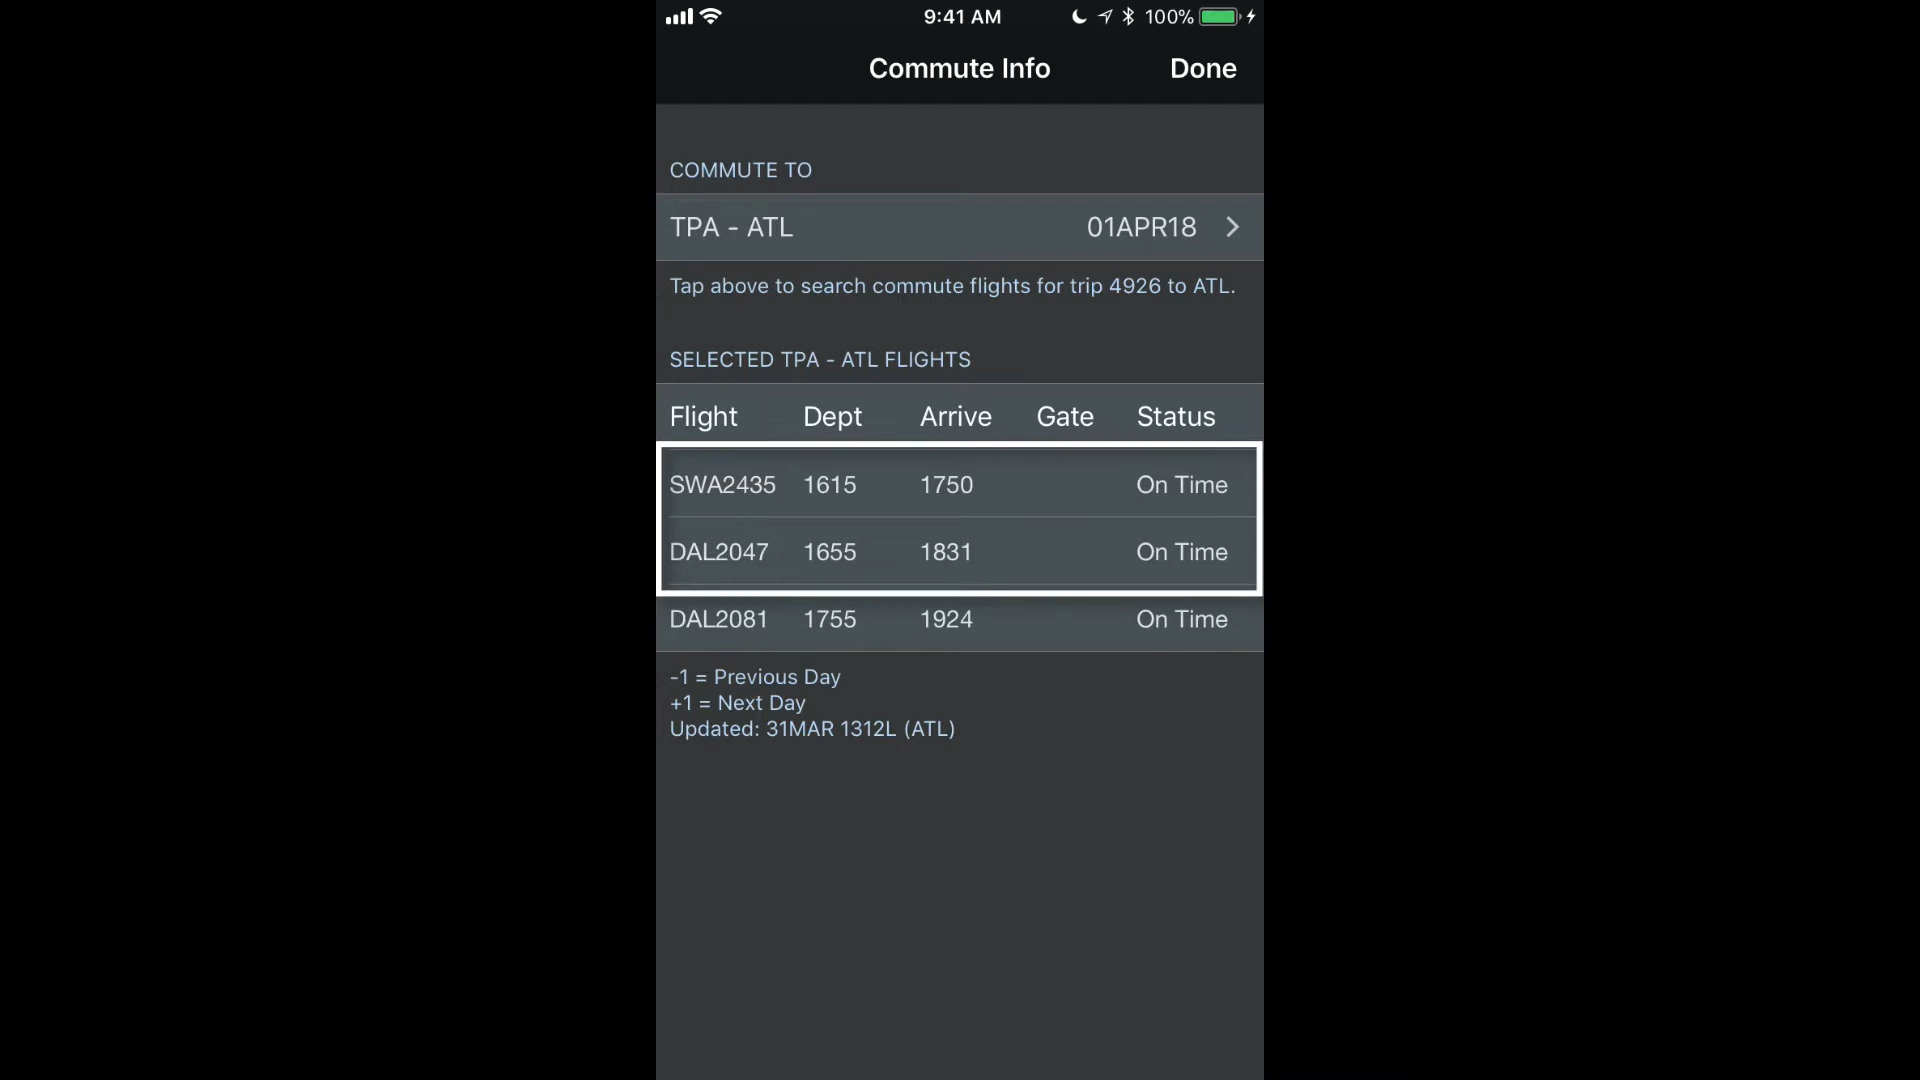 9:41 AM 100%
Commute Info Done
COMMUTE TO
TPA - ATL 01APR18
Tap above to search commute flights for trip 4926 to ATL.
SELECTED TPA - ATL FLIGHTS
Flight Dept Arrive Gate Status
SWA2435 1615 1750 On Time
DAL2047 1655 1831 On Time
DAL2081 1755 1924 On Time
-1 = Previous Day
+1 = Next Day
Updated: 31MAR 1312L (ATL)